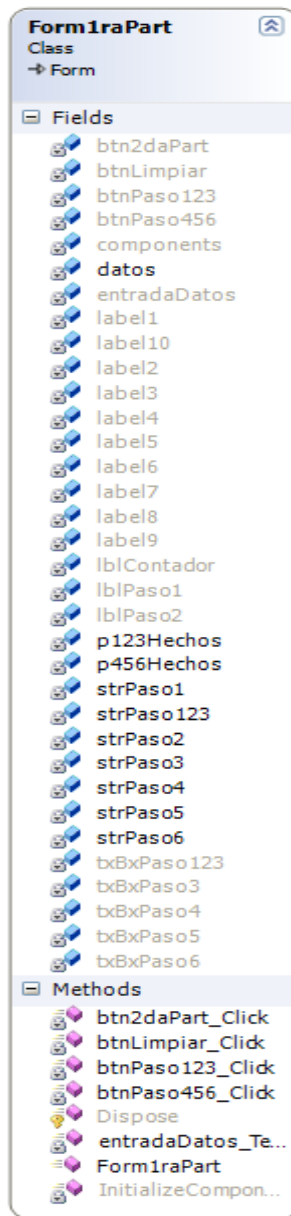 Form1raPart
Class
Form
Fields
btn2daPart
btnLimpiar
btnPaso123
btnPaso456
components
datos
entradaDatos
label1
label10
label2
label3
label4
label5
label6
label7
label8
label9
lblContador
lblPaso1
lblPaso2
p123Hechos
p456Hechos
strPaso1
strPaso123
strPaso2
strPaso3
strPaso4
strPaso5
strPaso6
txBxPaso123
txBxPaso3
txBxPaso4
txBxPaso5
txBxPaso6
Methods
btn2daPart_Click
btnLimpiar_Click
btnPaso123_Click
btnPaso456_Click
Dispose
entradaDatos_Te...
Form1raPart
InitializeCompon...